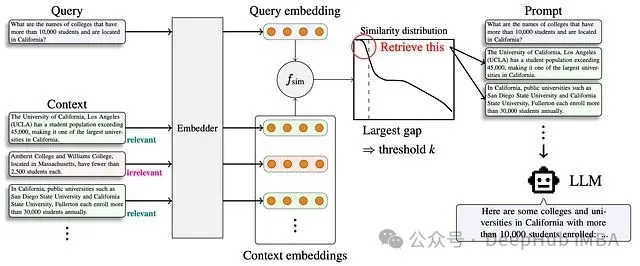 Query
What are the names of colleges that have
more than 10,000 students and are located
in California?
Context
The University of California, Los Angeles
(UCLA) has a student population exceeding
45,000, making it one of the largest univer-
sities in California.
relevant
Amherst College and Williams College,
located in Massachusetts, have fewer than
2,500 students each.
irrelevant
In California, public universities such as
San Diego State University and California
State University, Fullerton each enroll more
than 30,000 students annually.
relevant
Embedder
Query embedding
fsim
Context embeddings
Similarity distribution
Retrieve this
Largest gap
⇒ threshold k
Prompt
What are the names of colleges that have
more than 10,000 students and are located
in California?
The University of California, Los Angeles
(UCLA) has a student population exceeding
45,000, making it one of the largest univer-
sities in California.
In California, public universities such as
San Diego State University and California
State University, Fullerton each enroll more
than 30,000 students annually.
LLM
Here are some colleges and uni-
versities in California with more
than 10,000 students enrolled: ...
公众号 · DeepHub IMBA